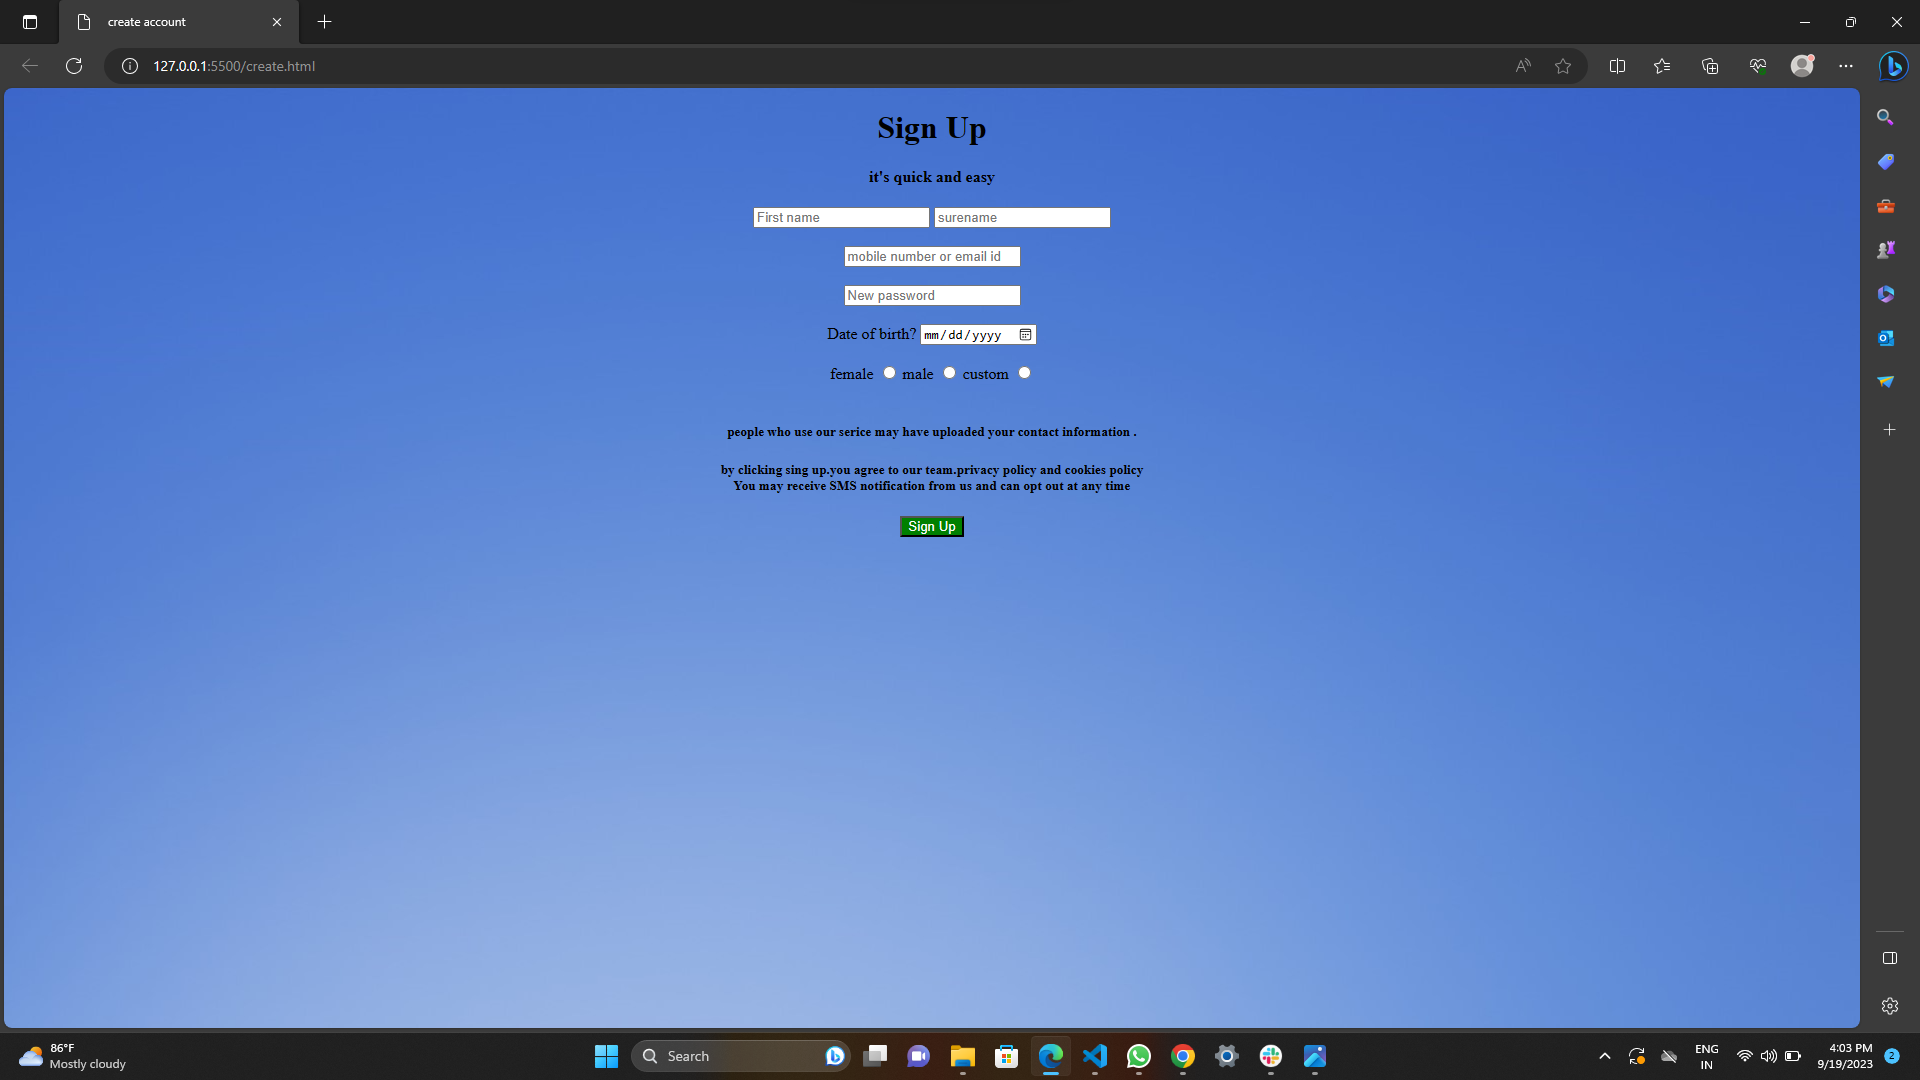 create account
127.0.0.1:5500/create.html
Sign Up
it's quick and easy
First name surename
mobile number or email id
New password
Date of birth? mm/dd/yyyy
female male custom
people who use our serice may have uploaded your contact information .
by clicking sing up.you agree to our team.privacy policy and cookies policy
You may receive SMS notification from us and can opt out at any time
Sign Up
86°F
Mostly cloudy
Search
ENG
IN
4:03 PM
9/19/2023
2